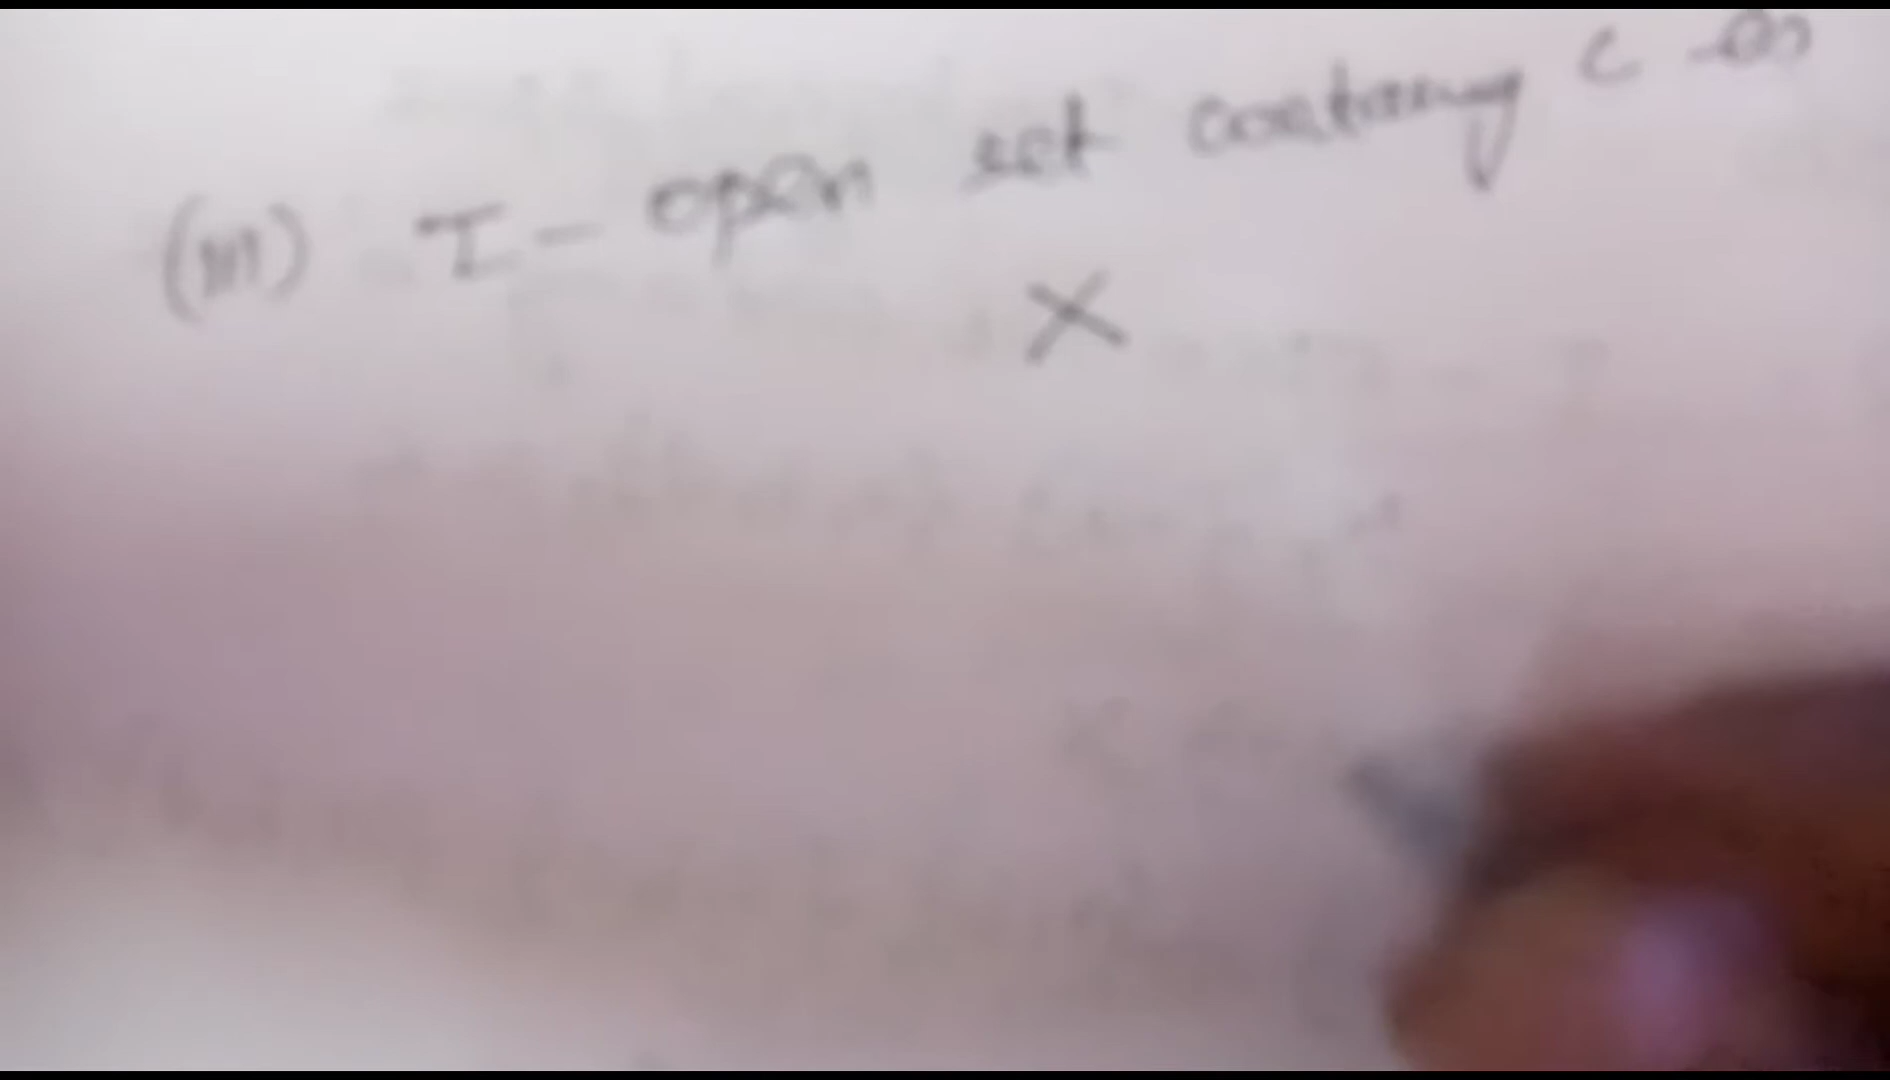 (iii) T- open set containg c
X